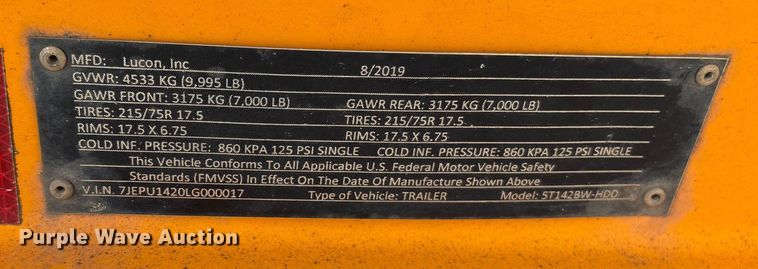 MFD: Lucon, Inc 8/2019
GVWR: 4533 KG (9,995 LB)
GAWR FRONT: 3175 KG (7,000 LB) GAWR REAR: 3175 KG (7,000 LB)
TIRES: 215/75R 17.5 TIRES: 215/75R 17.5
RIMS: 17.5 X 6.75 RIMS: 17.5 X 6.75
COLD INF. PRESSURE: 860 KPA 125 PSI SINGLE COLD INF. PRESSURE: 860 KPA 125 PSI SINGLE
This Vehicle Conforms To All Applicable U.S. Federal Motor Vehicle Safety
Standards (FMVSS) In Effect On The Date Of Manufacture Shown Above
V.I.N. 7JEPU1420LG000017 Type of Vehicle: TRAILER Model: ST142BW-HDD
Purple Wave Auction